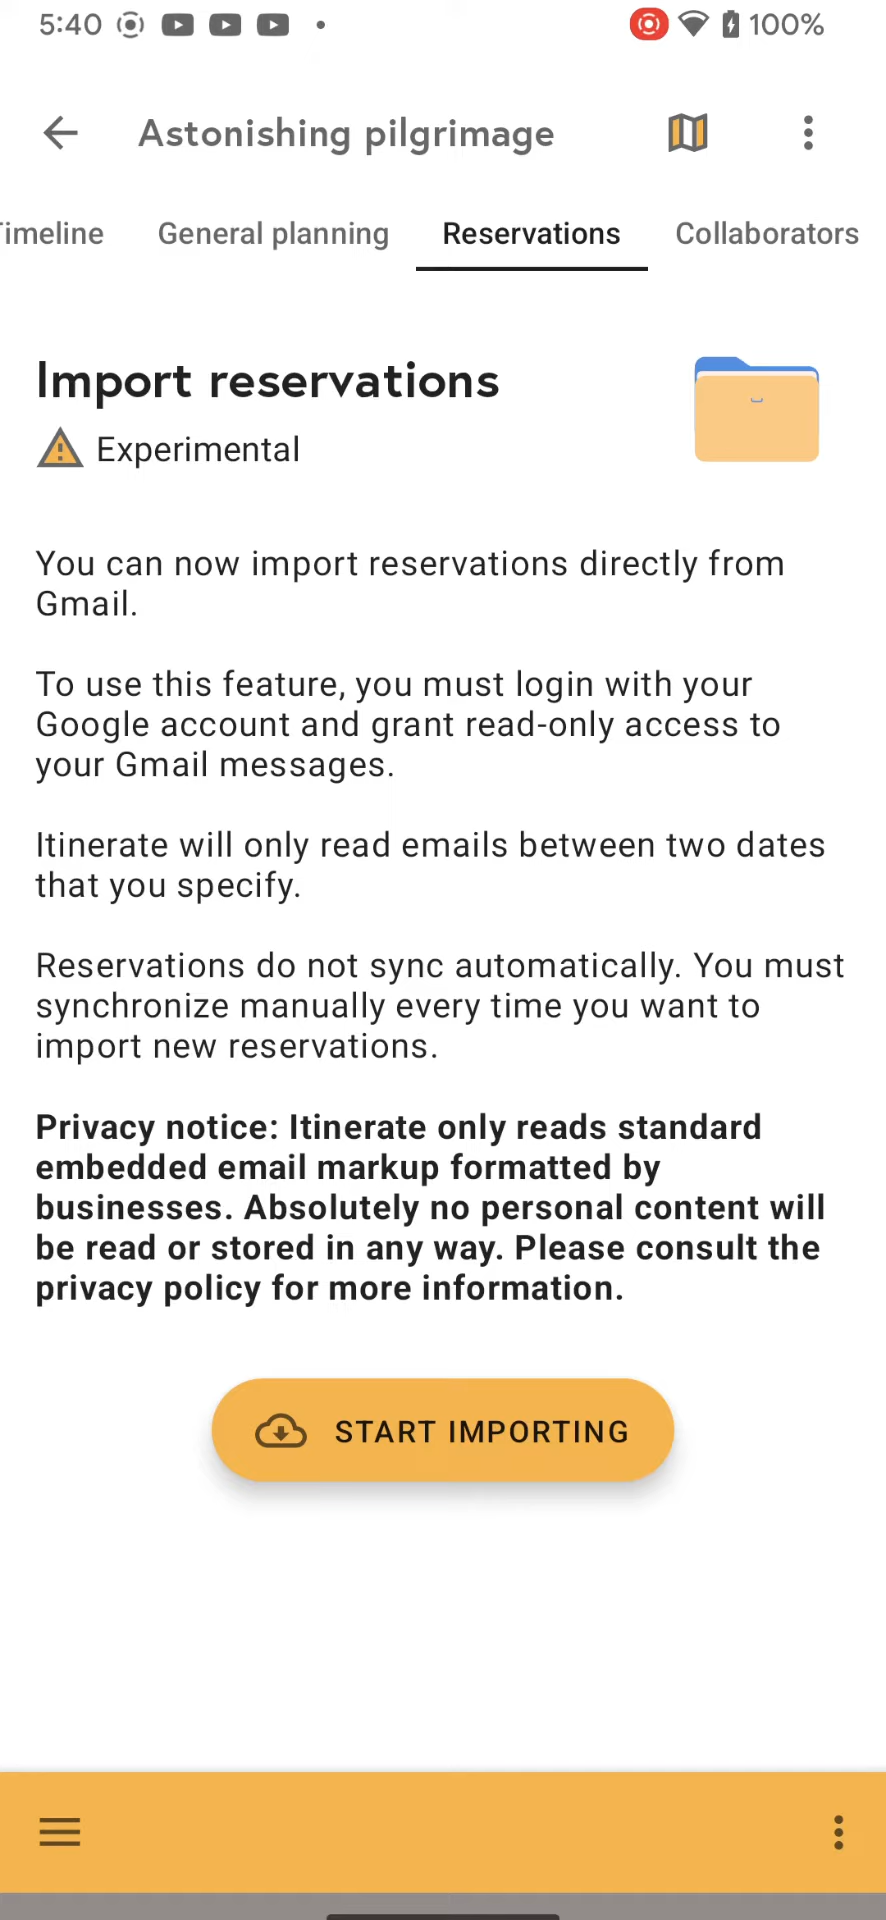 5:40
100%
Astonishing pilgrimage
Timeline
General planning
Reservations
Collaborators
Import reservations
Experimental
You can now import reservations directly from
Gmail.
To use this feature, you must login with your
Google account and grant read-only access to
your Gmail messages.
Itinerate will only read emails between two dates
that you specify.
Reservations do not sync automatically. You must
synchronize manually every time you want to
import new reservations.
Privacy notice: Itinerate only reads standard
embedded email markup formatted by
businesses. Absolutely no personal content will
be read or stored in any way. Please consult the
privacy policy for more information.
START IMPORTING